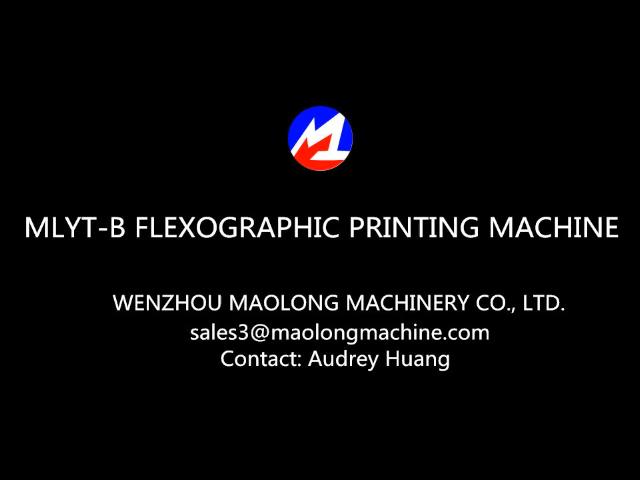 MLYT-B FLEXOGRAPHIC PRINTING MACHINE
WENZHOU MAOLONG MACHINERY CO., LTD.
sales3@maolongmachine.com
Contact: Audrey Huang